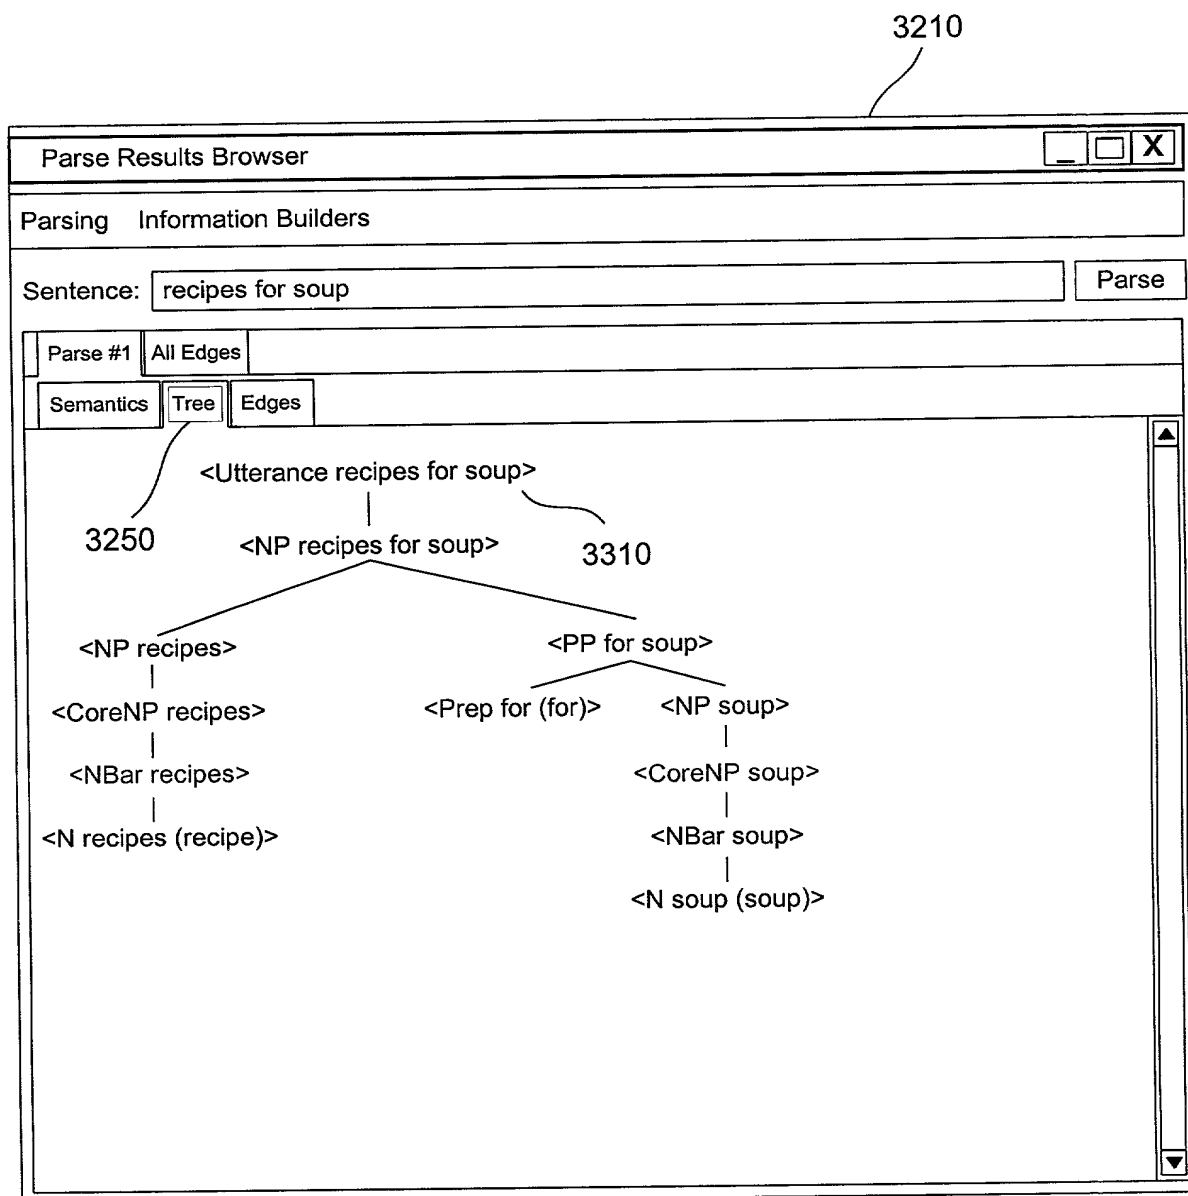 3210
Parse Results Browser _ X
Parsing Information Builders
Sentence: recipes for soup Parse
Parse #1 All Edges
Semantics Tree Edges
<Utterance recipes for soup>
3250 <NP recipes for soup> 3310
<NP recipes> <PP for soup>
<CoreNP recipes> <Prep for (for)> <NP soup>
<NBar recipes> <CoreNP soup>
<N recipes (recipe)> <NBar soup>
<N soup (soup)>